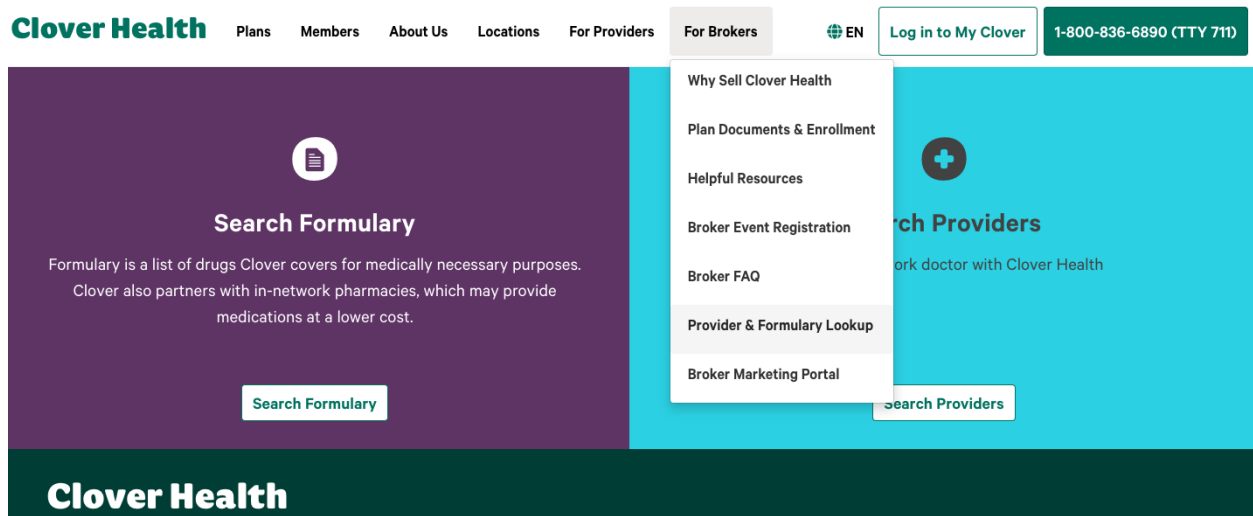 Clover Health
Plans
Members
About Us
Locations
For Providers
For Brokers
EN
Log in to My Clover
1-800-836-6890 (TTY 711)
Why Sell Clover Health
Plan Documents & Enrollment
Helpful Resources
Broker Event Registration
Broker FAQ
Provider & Formulary Lookup
Broker Marketing Portal
Search Formulary
Formulary is a list of drugs Clover covers for medically necessary purposes.
Clover also partners with in-network pharmacies, which may provide
medications at a lower cost.
Search Formulary
Providers
doctor with Clover Health
Search Providers
Clover Health